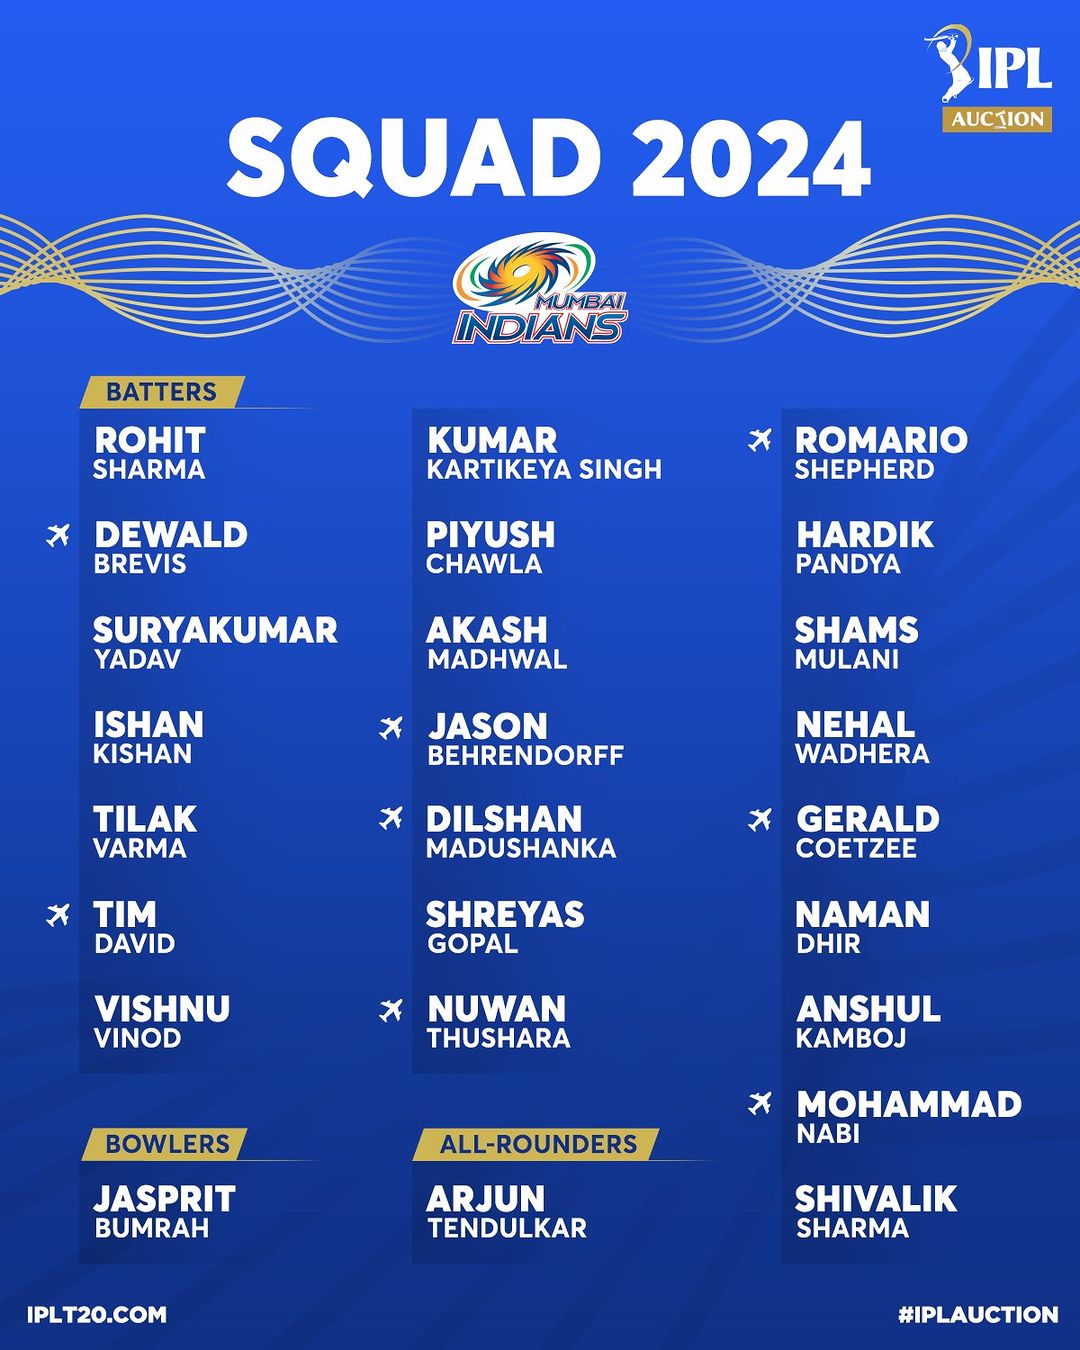 IPL
AUCTION
SQUAD 2024
MUMBAI
INDIANS
BATTERS
ROHIT
SHARMA
DEWALD
BREVIS
SURYAKUMAR
YADAV
ISHAN
KISHAN
TILAK
VARMA
TIM
DAVID
VISHNU
VINOD
BOWLERS
JASPRIT
BUMRAH
KUMAR
KARTIKEYA SINGH
PIYUSH
CHAWLA
AKASH
MADHWAL
JASON
BEHRENDORFF
DILSHAN
MADUSHANKA
SHREYAS
GOPAL
NUWAN
THUSHARA
ALL-ROUNDERS
ARJUN
TENDULKAR
ROMARIO
SHEPHERD
HARDIK
PANDYA
SHAMS
MULANI
NEHAL
WADHERA
GERALD
COETZEE
NAMAN
DHIR
ANSHUL
KAMBOJ
MOHAMMAD
NABI
SHIVALIK
SHARMA
IPLT20.COM
#IPLAUCTION